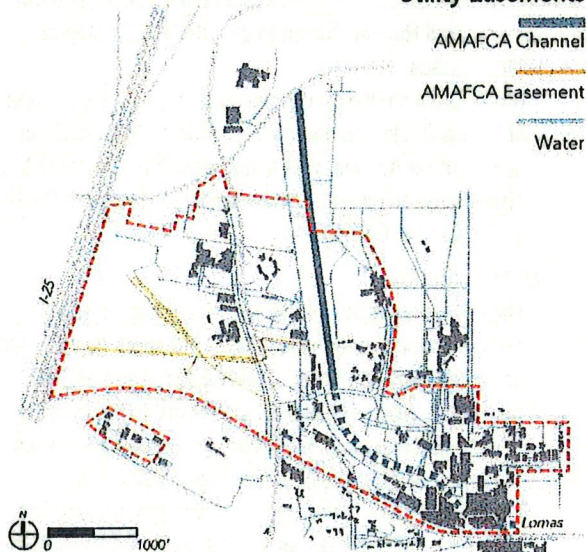 Utility Easements
AMAFCA Channel
AMAFCA Easement
Water
I-25
Lomas
N
0
1000'